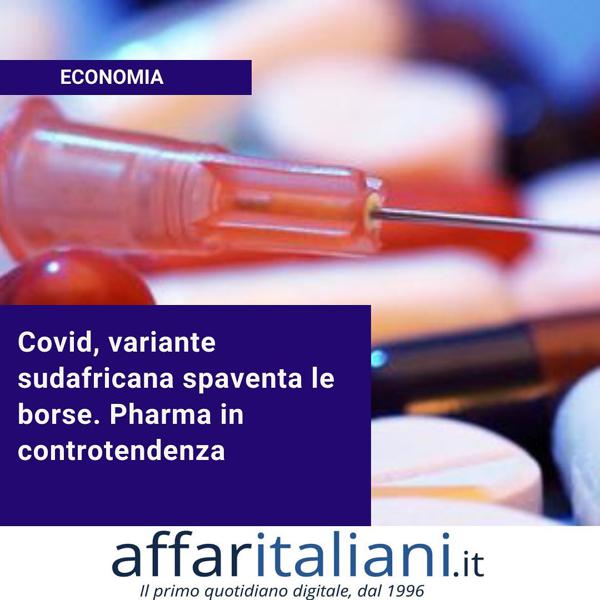 ECONOMIA
Covid, variante
sudafricana spaventa le
borse. Pharma in
controtendenza
affaritaliani.it
Il primo quotidiano digitale, dal 1996